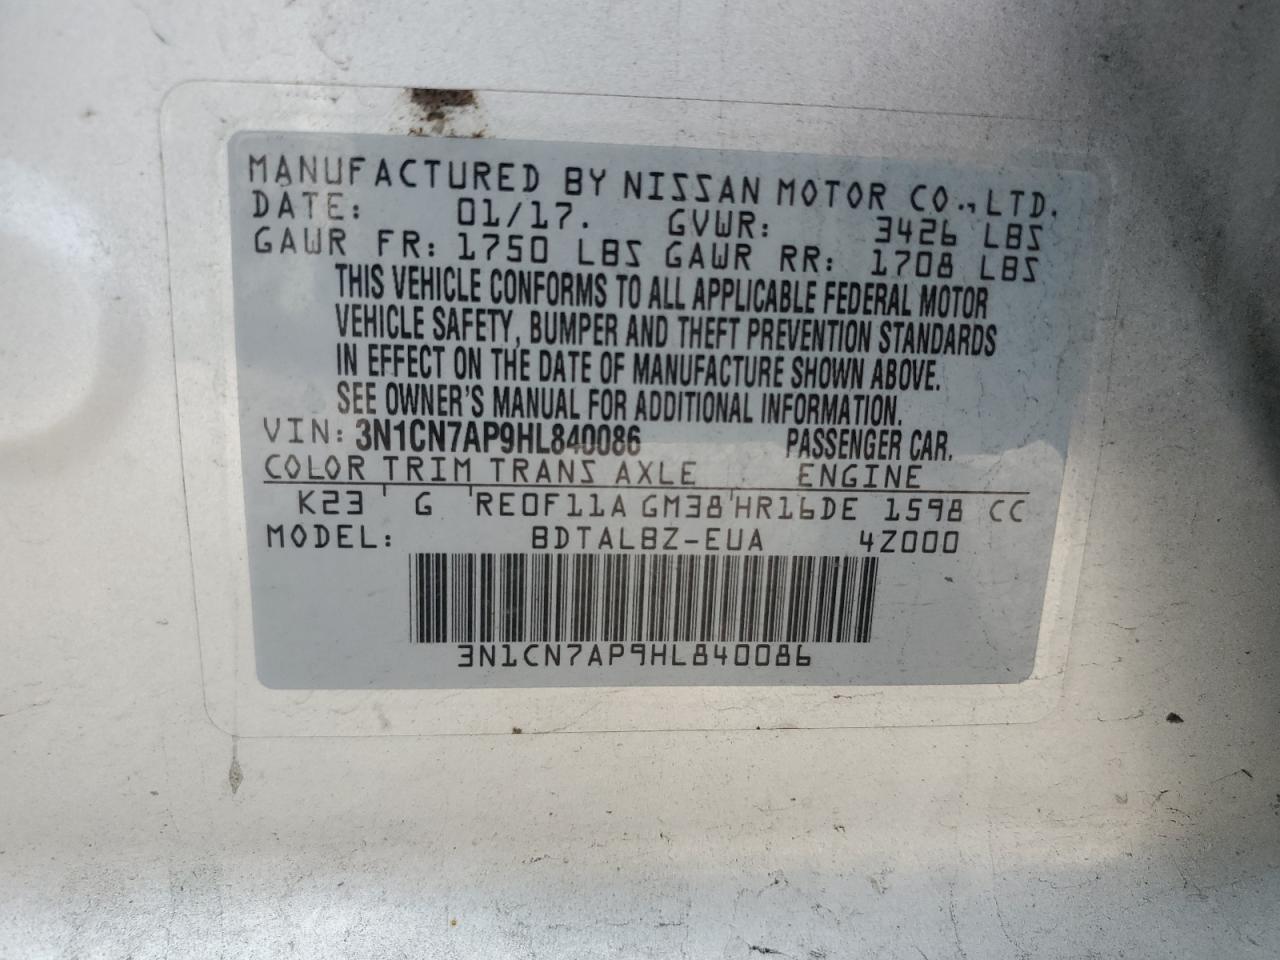 MANUFACTURED BY NISSAN MOTOR CO., LTD.
DATE: 01/17. GVWR: 3426 LBS
GAWR FR: 1750 LBS GAWR RR: 1708 LBS
THIS VEHICLE CONFORMS TO ALL APPLICABLE FEDERAL MOTOR
VEHICLE SAFETY, BUMPER AND THEFT PREVENTION STANDARDS
IN EFFECT ON THE DATE OF MANUFACTURE SHOWN ABOVE.
SEE OWNER'S MANUAL FOR ADDITIONAL INFORMATION.
VIN: 3N1CN7AP9HL840086 PASSENGER CAR.
COLOR TRIM TRANS AXLE ENGINE
K23 G RE0F11A GM38 HR16DE 1598 CC
MODEL: BDTALBZ-EUA 4Z000
3N1CN7AP9HL840086